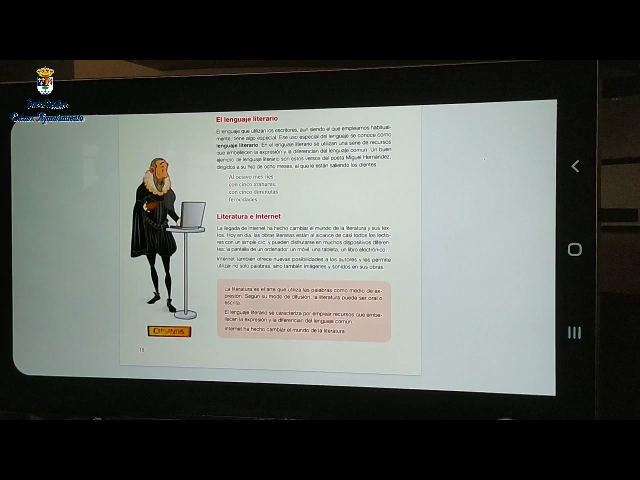 El lenguaje literario
El lenguaje que utilizan los escritores, aun siendo el que empleamos habitual-
mente, tiene algo especial. Ese uso especial del lenguaje se conoce como
lenguaje literario. En el lenguaje literario se utilizan una serie de recursos
que embellecen la expresión y la diferencian del lenguaje común. Un buen
ejemplo de lenguaje literario son estos versos del poeta Miguel Hernández,
dirigidos a su hijo de ocho meses, al que le están saliendo los dientes:
Al octavo mes ríes
con cinco azahares,
con cinco diminutas
ferocidades.
Literatura e Internet
La llegada de internet ha hecho cambiar el mundo de la literatura y sus lec-
tores. Hoy en día, las obras literarias están al alcance de casi todos los lecto-
res con un simple clic, y pueden disfrutarse en muchos dispositivos diferen-
tes: la pantalla de un ordenador, un móvil, una tableta, un libro electrónico...
Internet también ofrece nuevas posibilidades a los autores y les permite
utilizar no solo palabras, sino también imágenes y sonidos en sus obras.
La literatura es el arte que utiliza las palabras como medio de ex-
presión. Según su modo de difusión, la literatura puede ser oral o
escrita.
El lenguaje literario se caracteriza por emplear recursos que embe-
llecen la expresión y la diferencian del lenguaje común.
Internet ha hecho cambiar el mundo de la literatura.
16